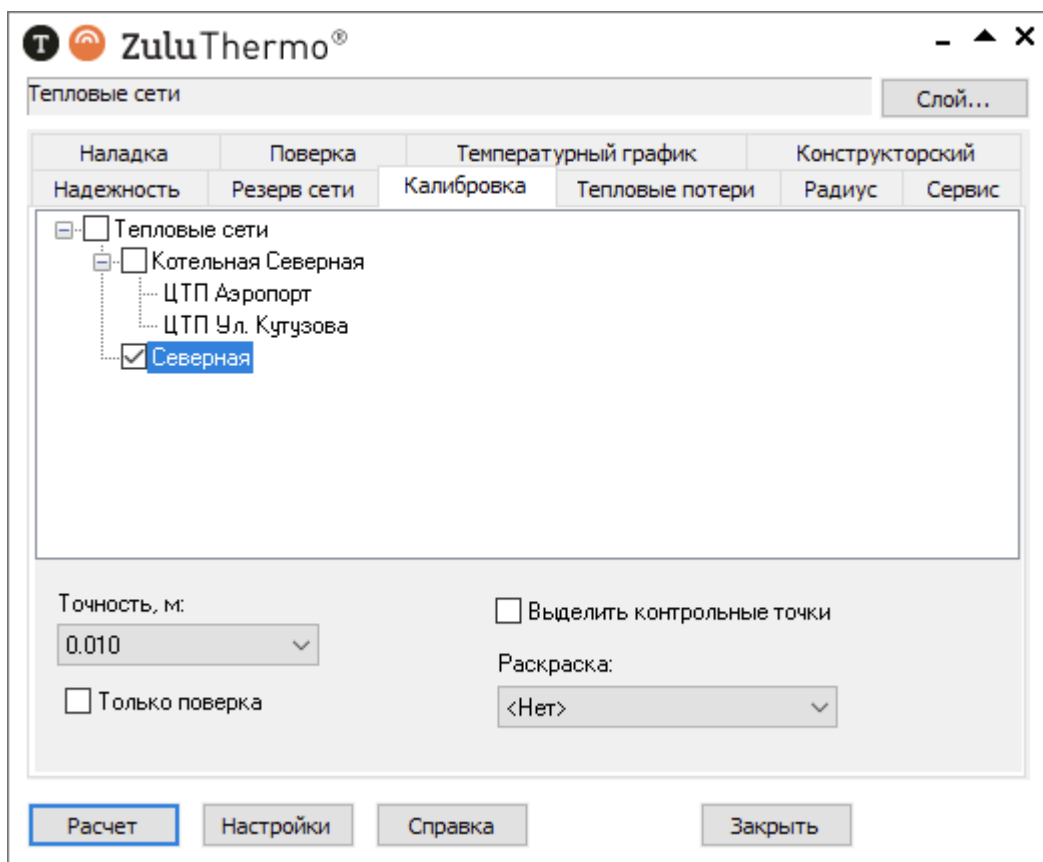 T ZuluThermo®
Тепловые сети
Слой...
Наладка Поверка Температурный график Конструкторский
Надежность Резерв сети Калибровка Тепловые потери Радиус Сервис
Тепловые сети
Котельная Северная
ЦТП Аэропорт
ЦТП Ул. Кутузова
Северная
Точность, м:
0.010
Только поверка
Выделить контрольные точки
Раскраска:
<Нет>
Расчет Настройки Справка Закрыть